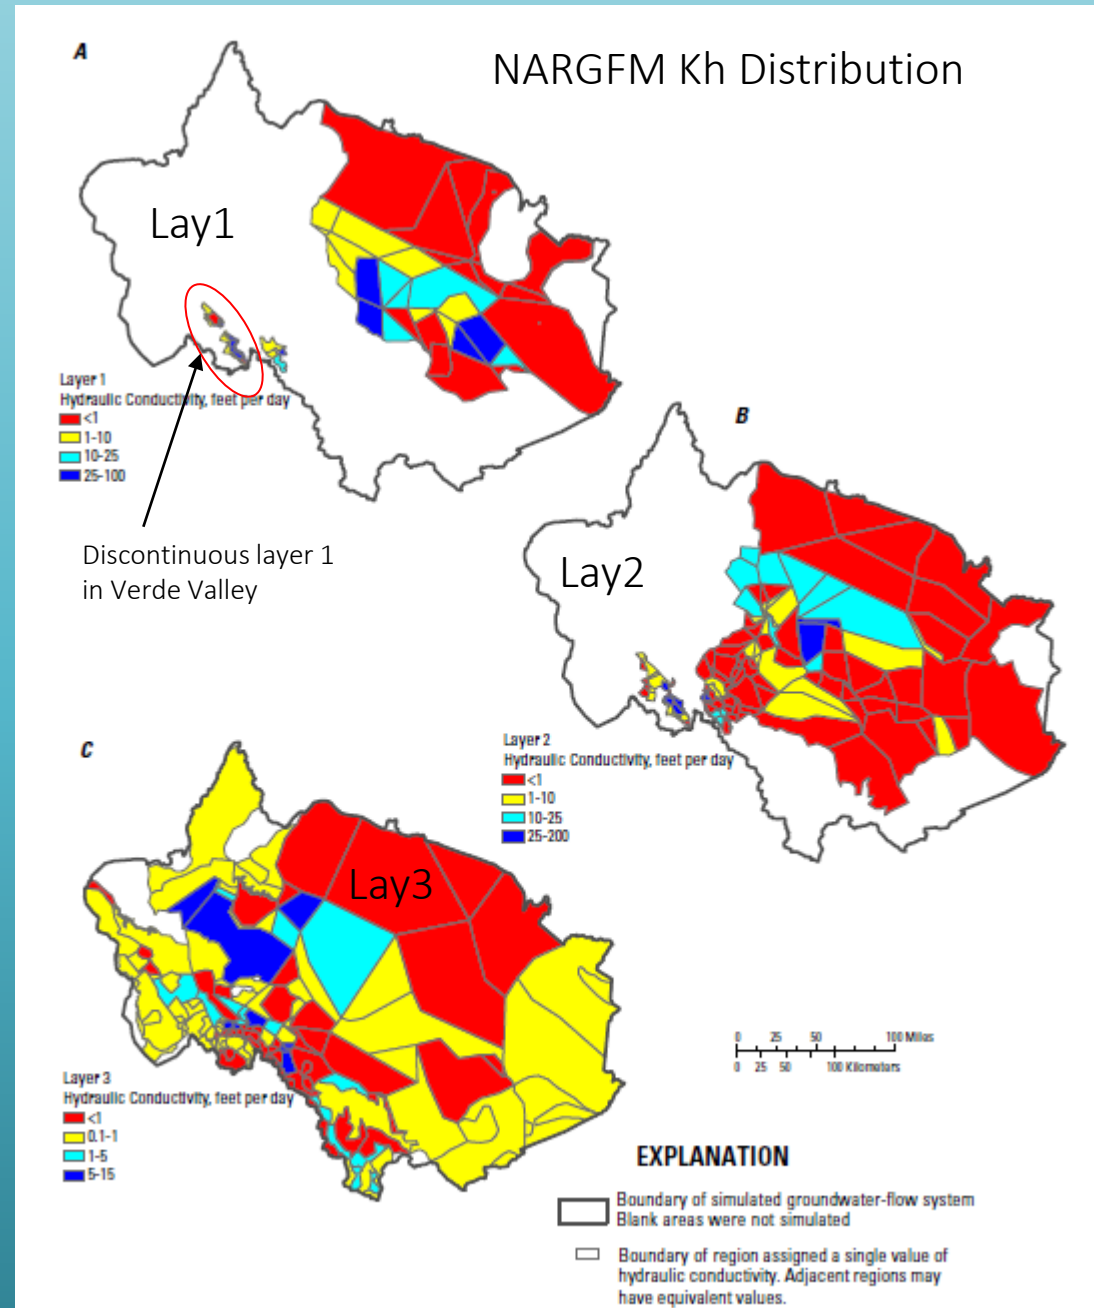 A
NARGFM Kh Distribution
Lay1
Layer 1
Hydraulic Conductivity, feet per day
<1
1-10
10-25
25-100
Discontinuous layer 1
in Verde Valley
B
Lay2
Layer 2
Hydraulic Conductivity, feet per day
<1
1-10
10-25
25-200
C
Lay3
Layer 3
Hydraulic Conductivity, feet per day
<1
0.1-1
1-5
5-15
0 25 50 100 Miles
0 25 50 100 Kilometers
EXPLANATION
Boundary of simulated groundwater-flow system
Blank areas were not simulated
Boundary of region assigned a single value of
hydraulic conductivity. Adjacent regions may
have equivalent values.